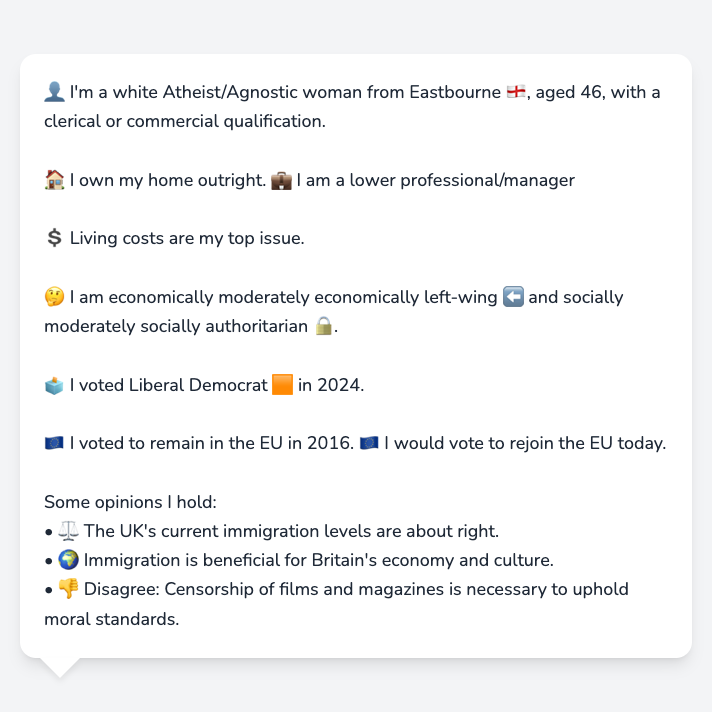 👤 I'm a white Atheist/Agnostic woman from Eastbourne 🏴󠁧󠁢󠁥󠁮󠁧󠁿, aged 46, with a
clerical or commercial qualification.
🏠 I own my home outright. 💼 I am a lower professional/manager
💲 Living costs are my top issue.
🤔 I am economically moderately economically left-wing ⬅️ and socially
moderately socially authoritarian 🔒.
🗳️ I voted Liberal Democrat 🟧 in 2024.
🇪🇺 I voted to remain in the EU in 2016. 🇪🇺 I would vote to rejoin the EU today.
Some opinions I hold:
• ⚖️ The UK's current immigration levels are about right.
• 🌍 Immigration is beneficial for Britain's economy and culture.
• 👎 Disagree: Censorship of films and magazines is necessary to uphold
moral standards.